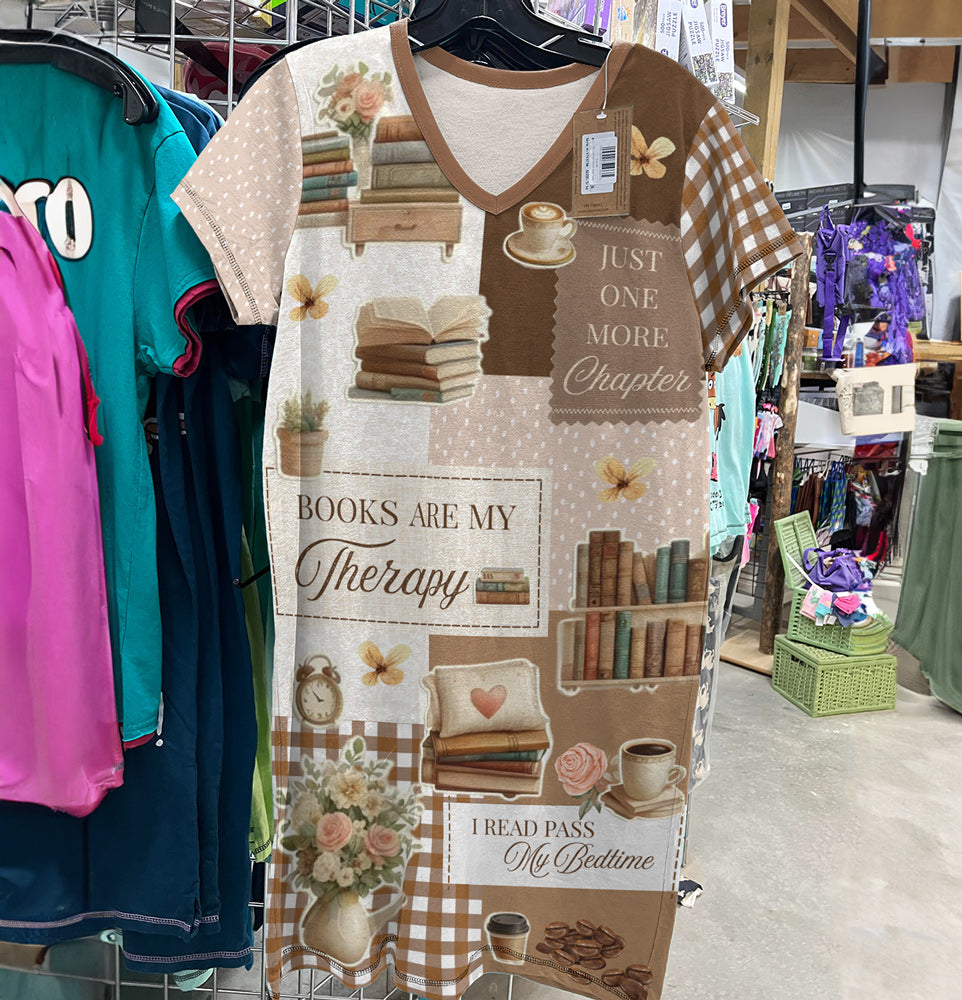 JUST
ONE
MORE
Chapter
BOOKS ARE MY
Therapy
I READ PASS
My Bedtime